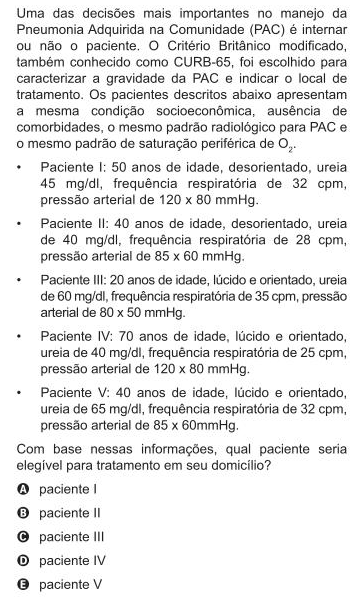 Uma das decisões mais importantes no manejo da
Pneumonia Adquirida na Comunidade (PAC) é internar
ou não o paciente. O Critério Britânico modificado,
também conhecido como CURB-65, foi escolhido para
caracterizar a gravidade da PAC e indicar o local de
tratamento. Os pacientes descritos abaixo apresentam
a mesma condição socioeconômica, ausência de
comorbidades, o mesmo padrão radiológico para PAC e
o mesmo padrão de saturação periférica de O₂.
• Paciente I: 50 anos de idade, desorientado, ureia
45 mg/dl, frequência respiratória de 32 cpm,
pressão arterial de 120 x 80 mmHg.
• Paciente II: 40 anos de idade, desorientado, ureia
de 40 mg/dl, frequência respiratória de 28 cpm,
pressão arterial de 85 x 60 mmHg.
• Paciente III: 20 anos de idade, lúcido e orientado, ureia
de 60 mg/dl, frequência respiratória de 35 cpm, pressão
arterial de 80 x 50 mmHg.
• Paciente IV: 70 anos de idade, lúcido e orientado,
ureia de 40 mg/dl, frequência respiratória de 25 cpm,
pressão arterial de 120 x 80 mmHg.
• Paciente V: 40 anos de idade, lúcido e orientado,
ureia de 65 mg/dl, frequência respiratória de 32 cpm,
pressão arterial de 85 x 60mmHg.
Com base nessas informações, qual paciente seria
elegível para tratamento em seu domicílio?
A paciente I
B paciente II
C paciente III
D paciente IV
E paciente V